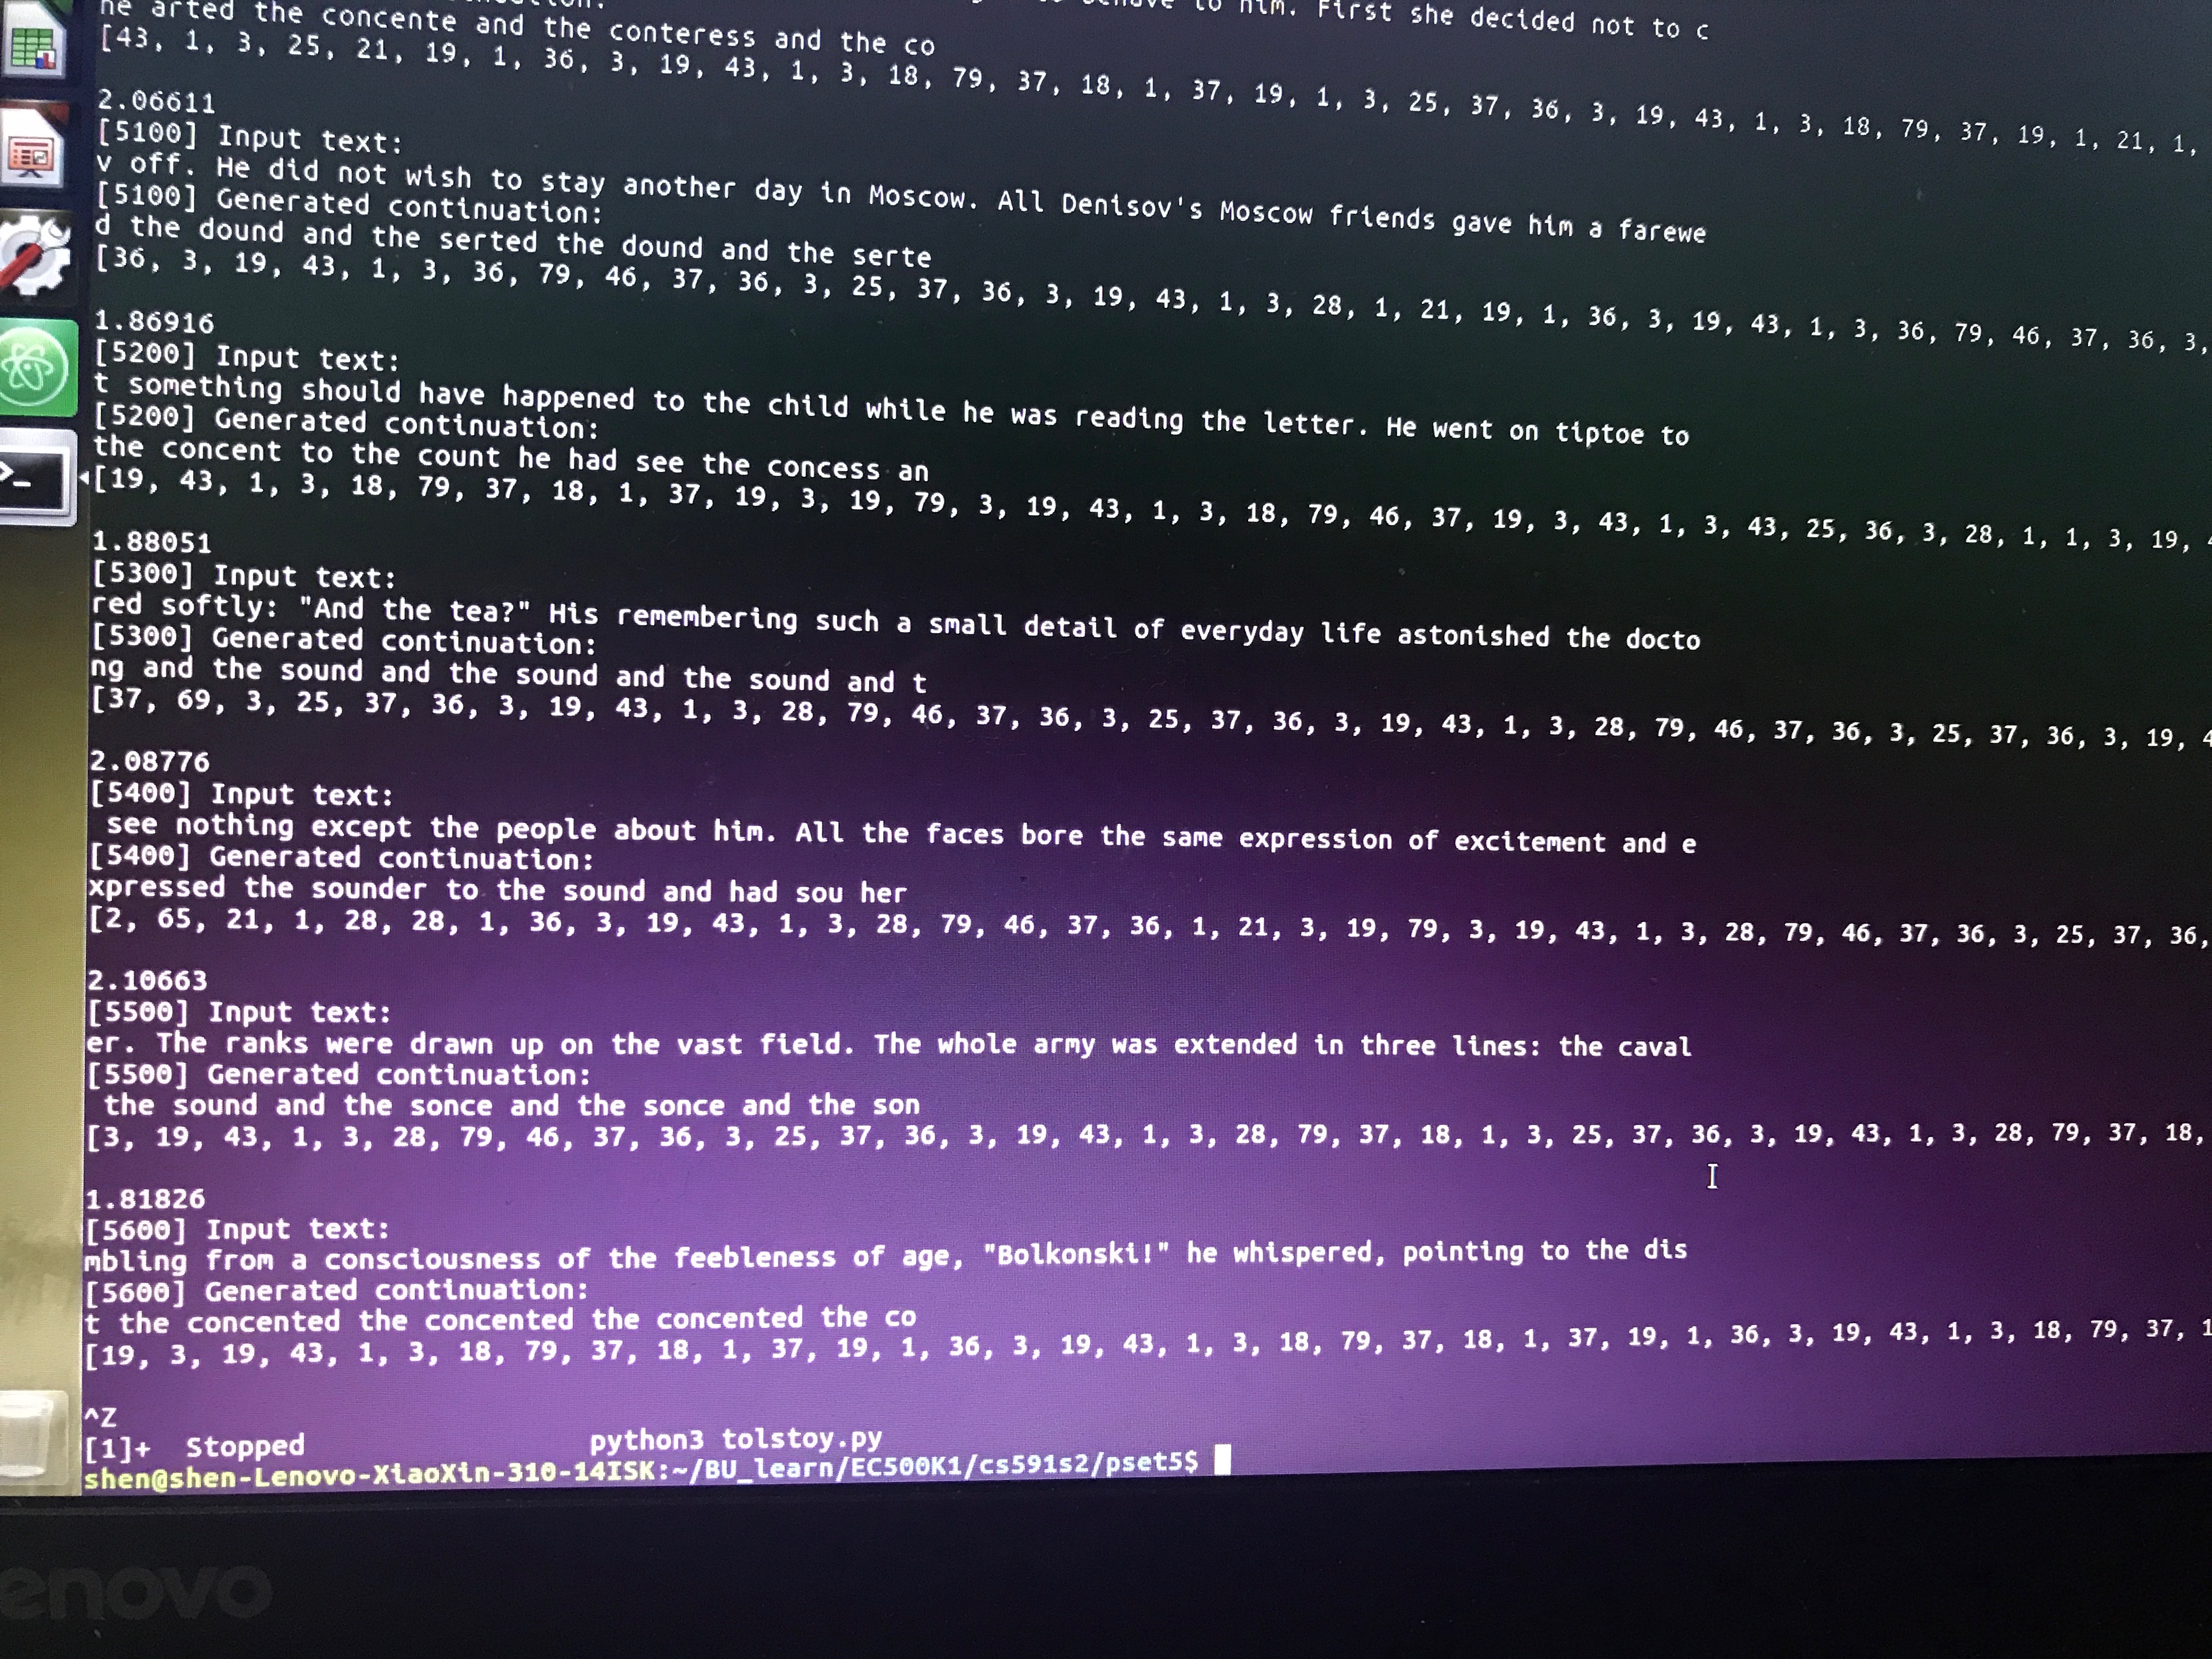 to him. First she decided not to c
he arted the concente and the conteress and the co
[43, 1, 3, 25, 21, 19, 1, 36, 3, 19, 43, 1, 3, 18, 79, 37, 18, 1, 37, 19, 1, 3, 25, 37, 36, 3, 19, 43, 1, 3, 18, 79, 37, 19, 1, 21, 1,
2.06611
[5100] Input text:
v off. He did not wish to stay another day in Moscow. All Denisov's Moscow friends gave him a farewe
[5100] Generated continuation:
d the dound and the serted the dound and the serte
[36, 3, 19, 43, 1, 3, 36, 79, 46, 37, 36, 3, 25, 37, 36, 3, 19, 43, 1, 3, 28, 1, 21, 19, 1, 36, 3, 19, 43, 1, 3, 36, 79, 46, 37, 36, 3,
1.86916
[5200] Input text:
t something should have happened to the child while he was reading the letter. He went on tiptoe to
[5200] Generated continuation:
the concent to the count he had see the concess an
[19, 43, 1, 3, 18, 79, 37, 18, 1, 37, 19, 3, 19, 79, 3, 19, 43, 1, 3, 18, 79, 46, 37, 19, 3, 43, 1, 3, 43, 25, 36, 3, 28, 1, 1, 3, 19,
1.88051
[5300] Input text:
red softly: "And the tea?" His remembering such a small detail of everyday life astonished the docto
[5300] Generated continuation:
ng and the sound and the sound and the sound and t
[37, 69, 3, 25, 37, 36, 3, 19, 43, 1, 3, 28, 79, 46, 37, 36, 3, 25, 37, 36, 3, 19, 43, 1, 3, 28, 79, 46, 37, 36, 3, 25, 37, 36, 3, 19, 4
2.08776
[5400] Input text:
see nothing except the people about him. All the faces bore the same expression of excitement and e
[5400] Generated continuation:
xpressed the sounder to the sound and had sou her
[2, 65, 21, 1, 28, 28, 1, 36, 3, 19, 43, 1, 3, 28, 79, 46, 37, 36, 1, 21, 3, 19, 79, 3, 19, 43, 1, 3, 28, 79, 46, 37, 36, 3, 25, 37, 36,
2.10663
[5500] Input text:
er. The ranks were drawn up on the vast field. The whole army was extended in three lines: the caval
[5500] Generated continuation:
the sound and the sonce and the sonce and the son
[3, 19, 43, 1, 3, 28, 79, 46, 37, 36, 3, 25, 37, 36, 3, 19, 43, 1, 3, 28, 79, 37, 18, 1, 3, 25, 37, 36, 3, 19, 43, 1, 3, 28, 79, 37, 18,
1.81826
[5600] Input text:
mbling from a consciousness of the feebleness of age, "Bolkonski!" he whispered, pointing to the dis
[5600] Generated continuation:
t the concented the concented the concented the co
[19, 3, 19, 43, 1, 3, 18, 79, 37, 18, 1, 37, 19, 1, 36, 3, 19, 43, 1, 3, 18, 79, 37, 18, 1, 37, 19, 1, 36, 3, 19, 43, 1, 3, 18, 79, 37, 1
^Z
[1]+ Stopped python3 tolstoy.py
shen@shen-Lenovo-XiaoXin-310-14ISK:~/BU_learn/EC500K1/cs591s2/pset5$
enovo